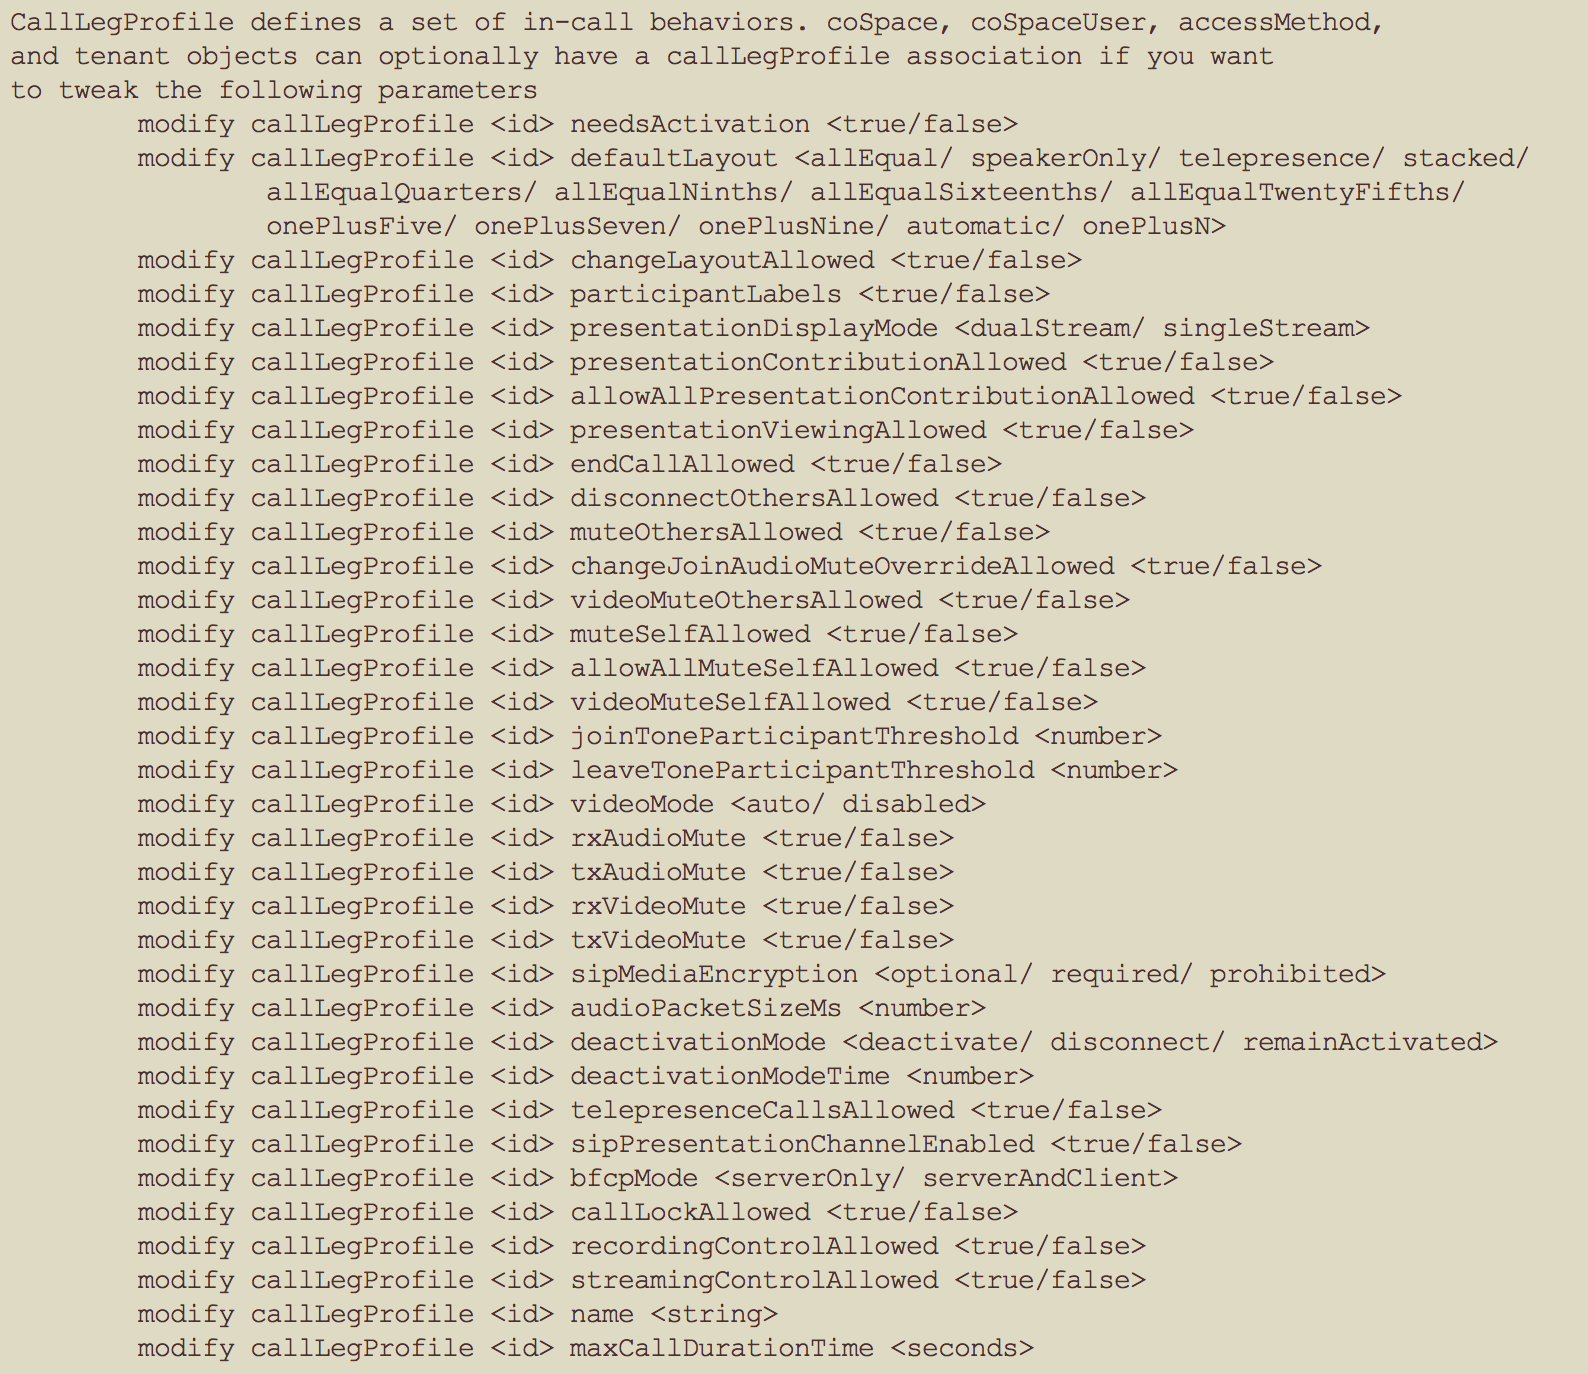 CallLegProfile defines a set of in-call behaviors. coSpace, coSpaceUser, accessMethod,
and tenant objects can optionally have a callLegProfile association if you want
to tweak the following parameters
modify callLegProfile <id> needsActivation <true/false>
modify callLegProfile <id> defaultLayout <allEqual/ speakerOnly/ telepresence/ stacked/
allEqualQuarters/ allEqualNinths/ allEqualSixteenths/ allEqualTwentyFifths/
onePlusFive/ onePlusSeven/ onePlusNine/ automatic/ onePlusN>
modify callLegProfile <id> changeLayoutAllowed <true/false>
modify callLegProfile <id> participantLabels <true/false>
modify callLegProfile <id> presentationDisplayMode <dualStream/ singleStream>
modify callLegProfile <id> presentationContributionAllowed <true/false>
modify callLegProfile <id> allowAllPresentationContributionAllowed <true/false>
modify callLegProfile <id> presentationViewingAllowed <true/false>
modify callLegProfile <id> endCallAllowed <true/false>
modify callLegProfile <id> disconnectOthersAllowed <true/false>
modify callLegProfile <id> muteOthersAllowed <true/false>
modify callLegProfile <id> changeJoinAudioMuteOverrideAllowed <true/false>
modify callLegProfile <id> videoMuteOthersAllowed <true/false>
modify callLegProfile <id> muteSelfAllowed <true/false>
modify callLegProfile <id> allowAllMuteSelfAllowed <true/false>
modify callLegProfile <id> videoMuteSelfAllowed <true/false>
modify callLegProfile <id> joinToneParticipantThreshold <number>
modify callLegProfile <id> leaveToneParticipantThreshold <number>
modify callLegProfile <id> videoMode <auto/ disabled>
modify callLegProfile <id> rxAudioMute <true/false>
modify callLegProfile <id> txAudioMute <true/false>
modify callLegProfile <id> rxVideoMute <true/false>
modify callLegProfile <id> txVideoMute <true/false>
modify callLegProfile <id> sipMediaEncryption <optional/ required/ prohibited>
modify callLegProfile <id> audioPacketSizeMs <number>
modify callLegProfile <id> deactivationMode <deactivate/ disconnect/ remainActivated>
modify callLegProfile <id> deactivationModeTime <number>
modify callLegProfile <id> telepresenceCallsAllowed <true/false>
modify callLegProfile <id> sipPresentationChannelEnabled <true/false>
modify callLegProfile <id> bfcpMode <serverOnly/ serverAndClient>
modify callLegProfile <id> callLockAllowed <true/false>
modify callLegProfile <id> recordingControlAllowed <true/false>
modify callLegProfile <id> streamingControlAllowed <true/false>
modify callLegProfile <id> name <string>
modify callLegProfile <id> maxCallDurationTime <seconds>